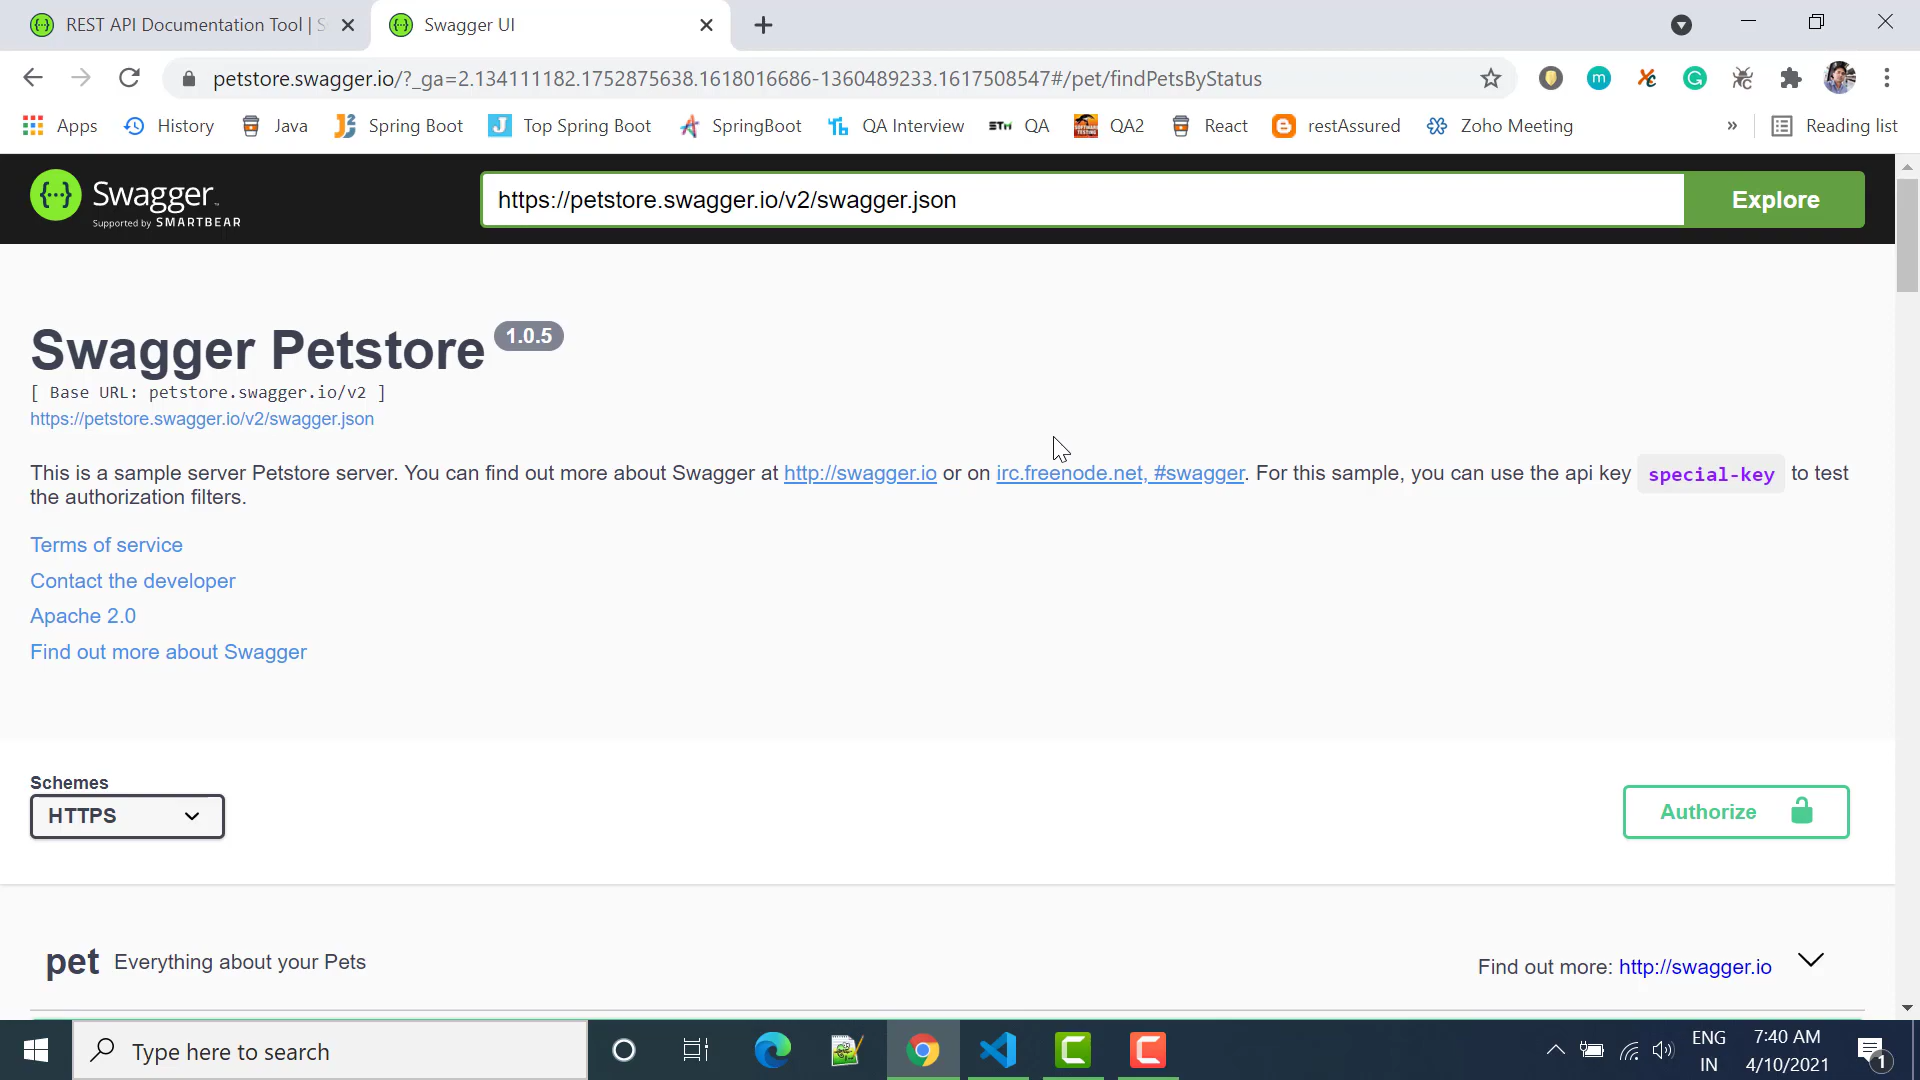 REST API Documentation Tool | S
Swagger UI
petstore.swagger.io/?_ga=2.134111182.1752875638.1618016686-1360489233.1617508547#/pet/findPetsByStatus
Apps
History
Java
Spring Boot
Top Spring Boot
SpringBoot
QA Interview
QA
QA2
React
restAssured
Zoho Meeting
»
Reading list
Swagger™
Supported by SMARTBEAR
https://petstore.swagger.io/v2/swagger.json
Explore
Swagger Petstore 1.0.5
[ Base URL: petstore.swagger.io/v2 ]
https://petstore.swagger.io/v2/swagger.json
This is a sample server Petstore server. You can find out more about Swagger at http://swagger.io or on irc.freenode.net, #swagger. For this sample, you can use the api key special-key to test
the authorization filters.
Terms of service
Contact the developer
Apache 2.0
Find out more about Swagger
Schemes
HTTPS
Authorize
pet Everything about your Pets
Find out more: http://swagger.io
Type here to search
ENG
IN
7:40 AM
4/10/2021
1